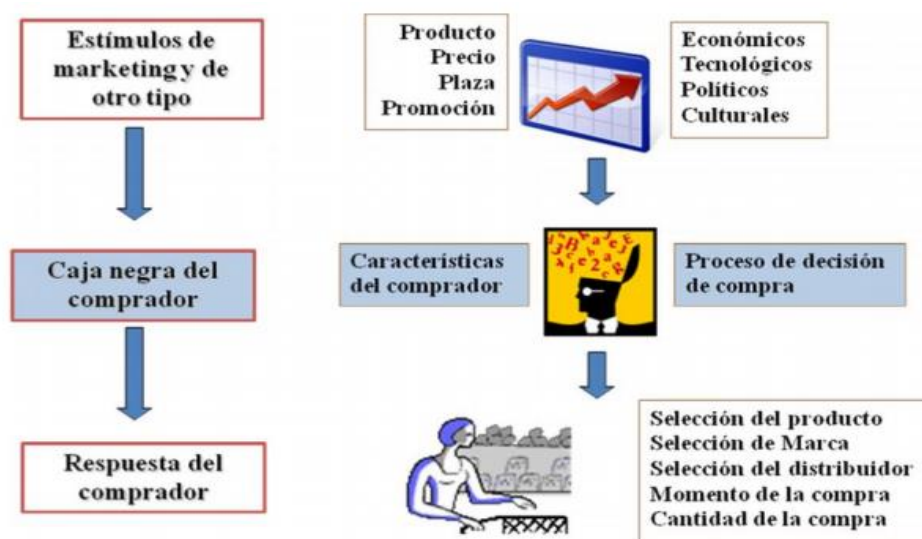 Estímulos de
marketing y de
otro tipo
Producto
Precio
Plaza
Promoción
Económicos
Tecnológicos
Políticos
Culturales
Caja negra del
comprador
Características
del comprador
Proceso de decisión
de compra
Respuesta del
comprador
Selección del producto
Selección de Marca
Selección del distribuidor
Momento de la compra
Cantidad de la compra